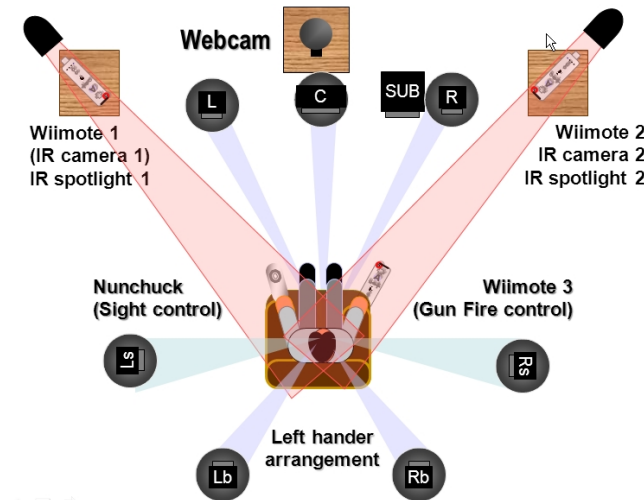 Webcam
L
C
SUB
R
Wiimote 1
(IR camera 1)
IR spotlight 1
Wiimote 2
IR camera 2
IR spotlight 2
Nunchuck
(Sight control)
Wiimote 3
(Gun Fire control)
Ls
Rs
Left hander
arrangement
Lb
Rb